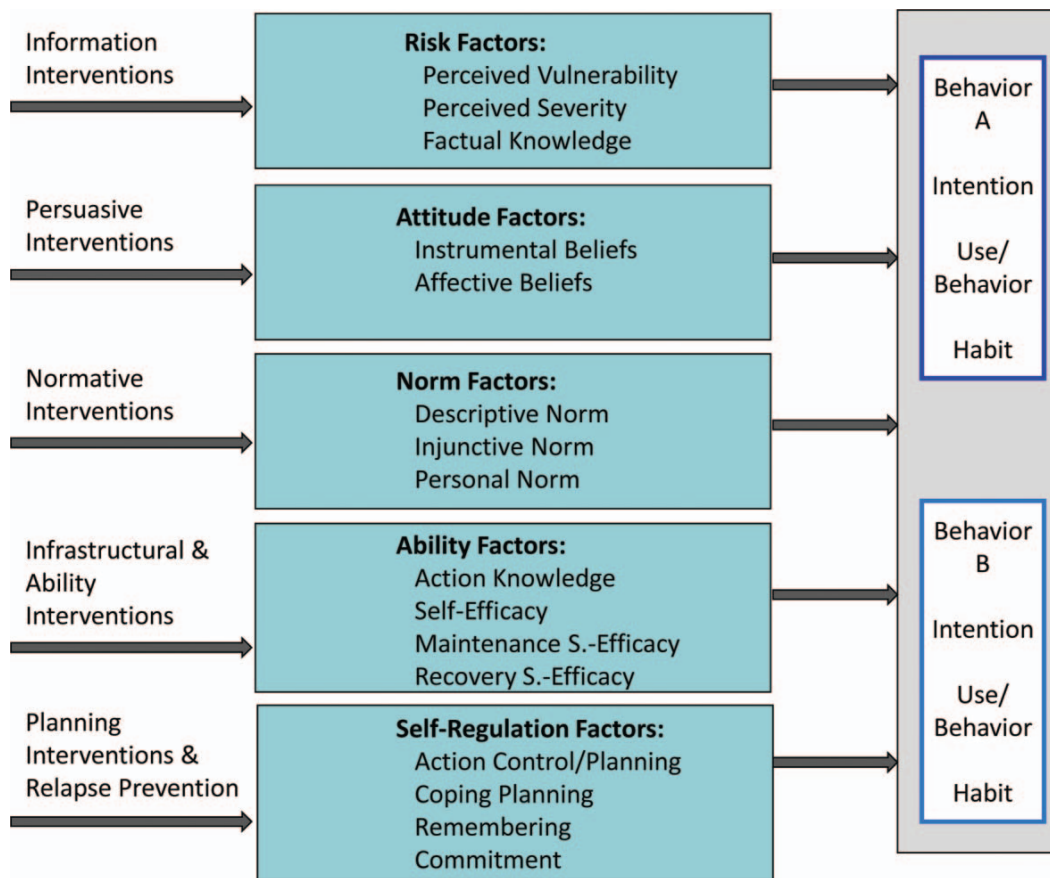 Information
Interventions
Risk Factors:
Perceived Vulnerability
Perceived Severity
Factual Knowledge
Persuasive
Interventions
Attitude Factors:
Instrumental Beliefs
Affective Beliefs
Normative
Interventions
Norm Factors:
Descriptive Norm
Injunctive Norm
Personal Norm
Infrastructural &
Ability
Interventions
Ability Factors:
Action Knowledge
Self-Efficacy
Maintenance S.-Efficacy
Recovery S.-Efficacy
Planning
Interventions &
Relapse Prevention
Self-Regulation Factors:
Action Control/Planning
Coping Planning
Remembering
Commitment
Behavior
A
Intention
Use/
Behavior
Habit
Behavior
B
Intention
Use/
Behavior
Habit